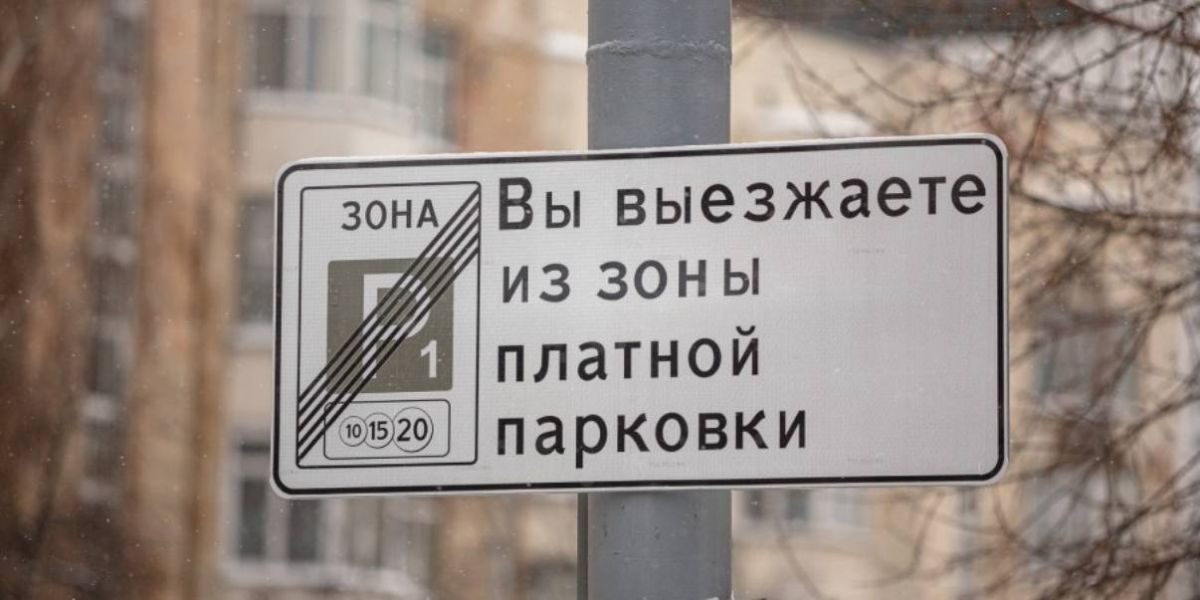 ЗОНА
P
1
10 15 20
Вы выезжаете
из зоны
платной
парковки